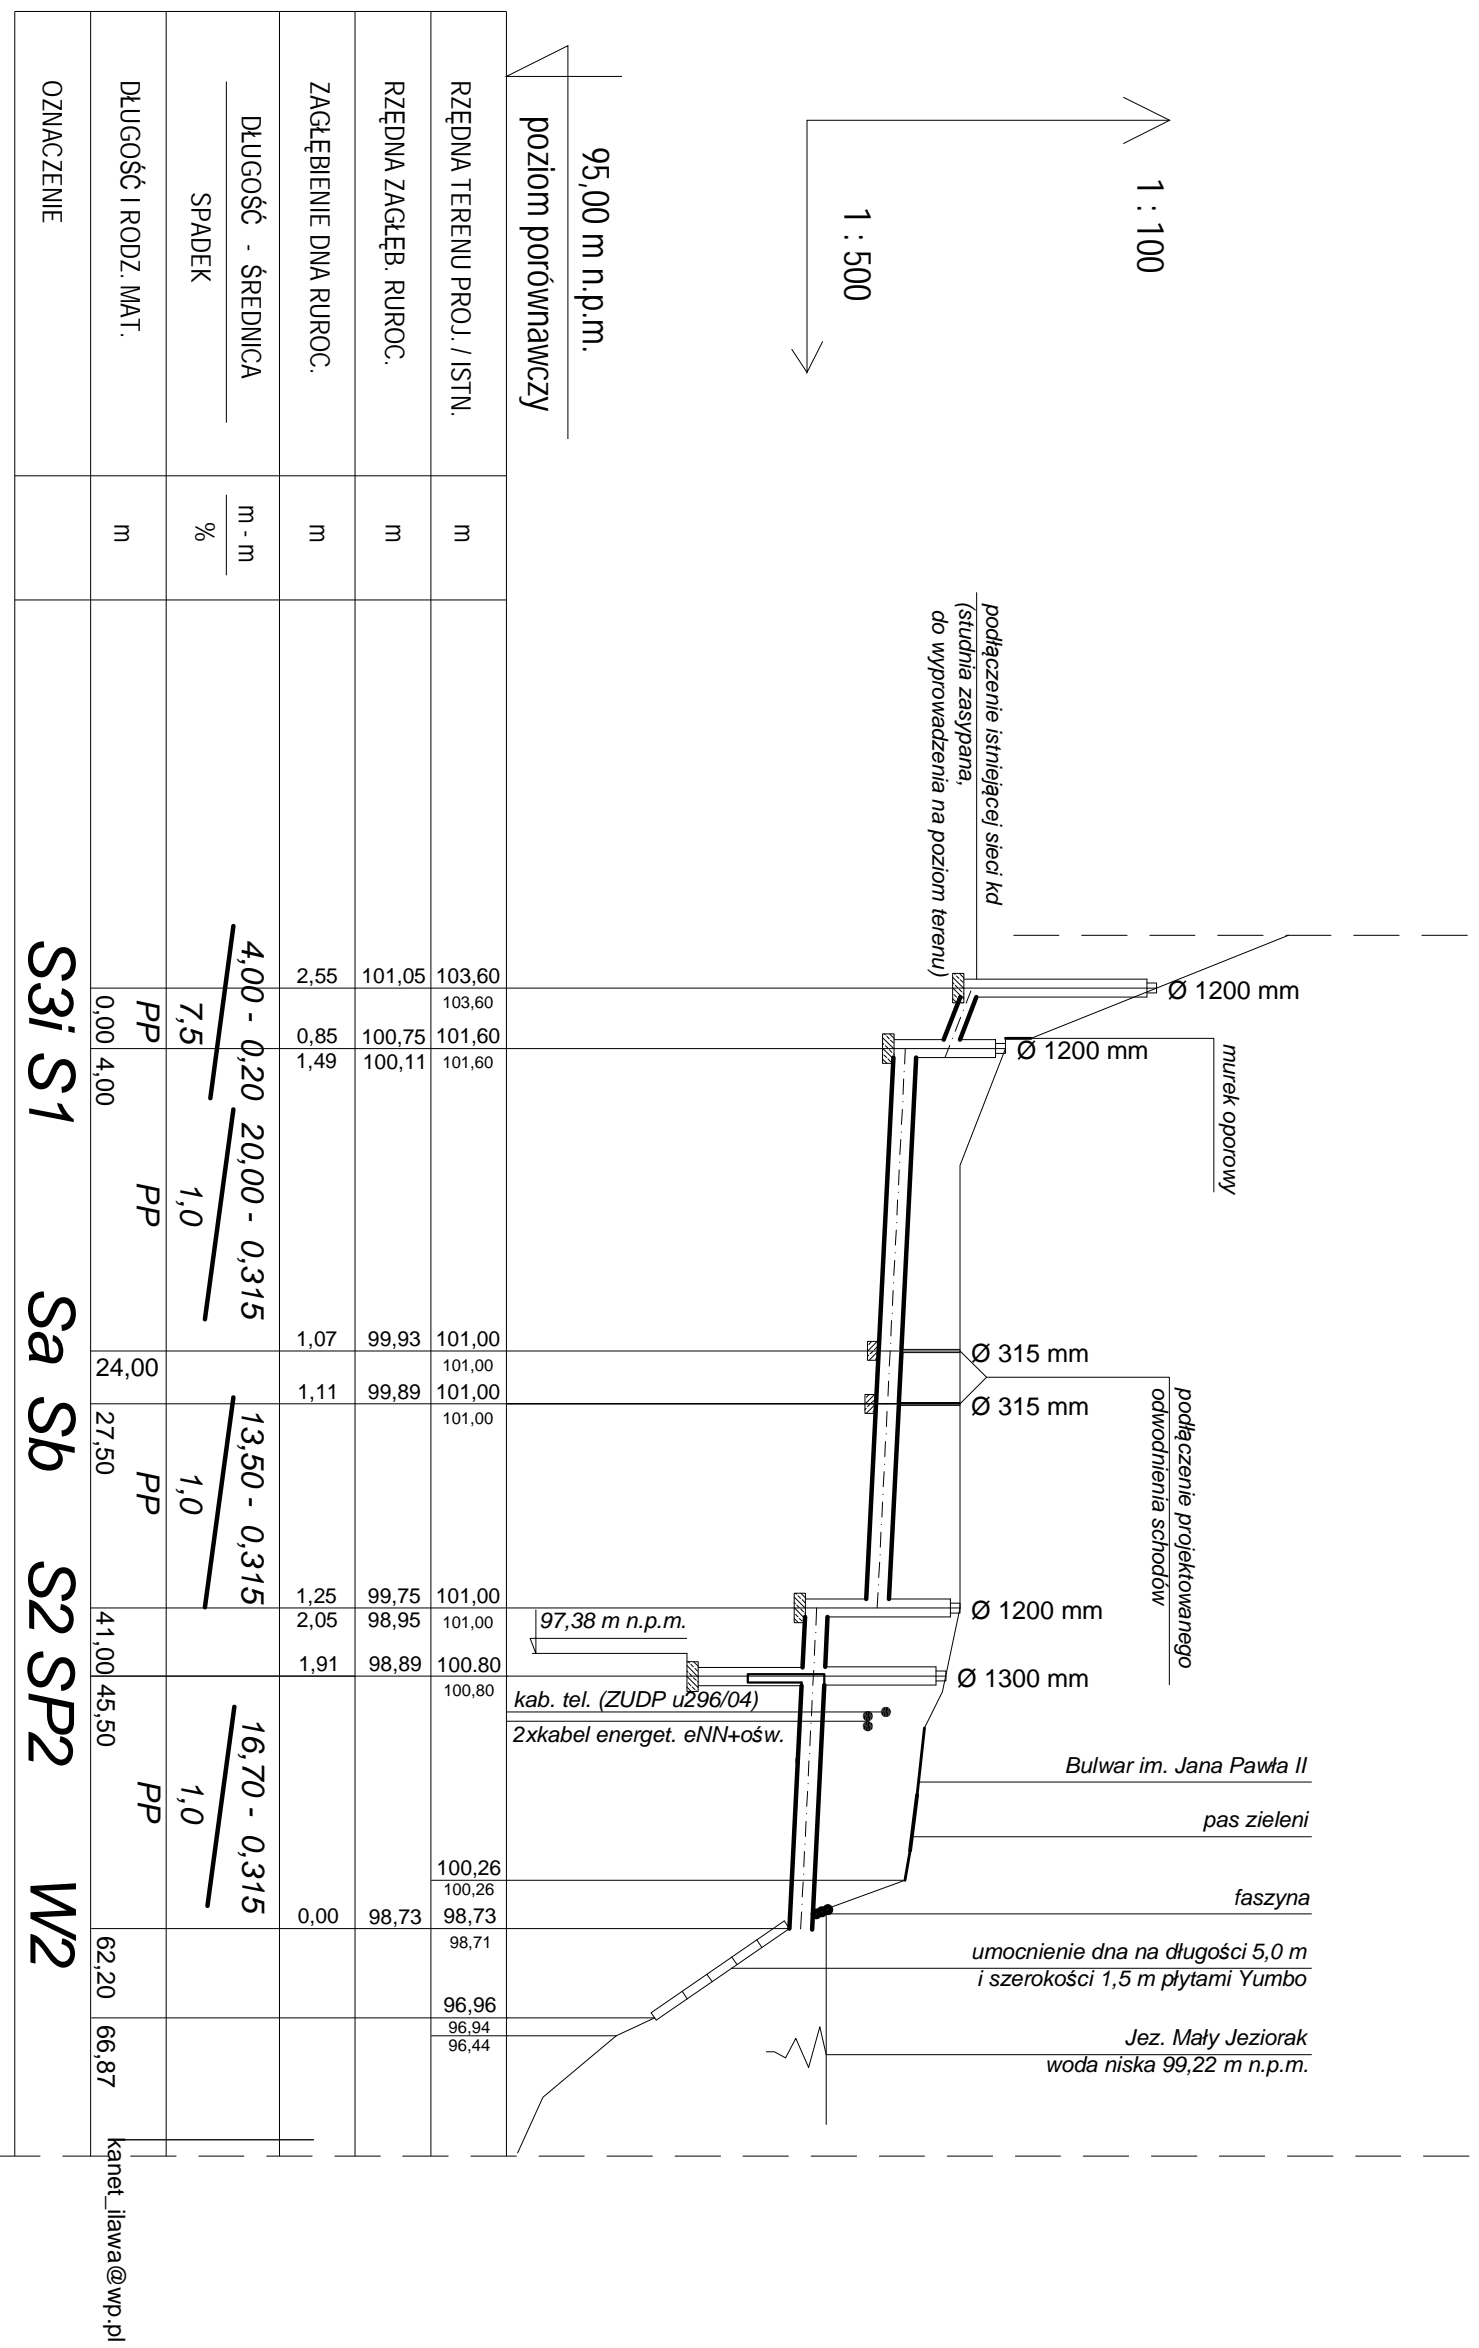 1 : 100
1 : 500
95,00 m n.p.m.
poziom porównawczy
RZĘDNA TERENU PROJ. / ISTN.
m
RZĘDNA ZAGŁĘB. RUROC.
m
ZAGŁĘBIENIE DNA RUROC.
m
DŁUGOŚĆ - ŚREDNICA
m - m
SPADEK
%
DŁUGOŚĆ I RODZ. MAT.
m
OZNACZENIE
podłączenie istniejącej sieci kd
(studnia zasypana,
do wyprowadzenia na poziom terenu)
Ø 1200 mm
Ø 1200 mm
murek oporowy
Ø 315 mm
Ø 315 mm
podłączenie projektowanego
odwodnienia schodów
Ø 1200 mm
97,38 m n.p.m.
Ø 1300 mm
kab. tel. (ZUDP u296/04)
2xkabel energet. eNN+ośw.
Bulwar im. Jana Pawła II
pas zieleni
faszyna
umocnienie dna na długości 5,0 m
i szerokości 1,5 m płytami Yumbo
Jez. Mały Jeziorak
woda niska 99,22 m n.p.m.
2,55 101,05 103,60
103,60
0,85 100,75 101,60
1,49 100,11 101,60
1,07 99,93 101,00
101,00
1,11 99,89 101,00
101,00
1,25 99,75 101,00
2,05 98,95 101,00
1,91 98,89 100.80
100,80
100,26
100,26
0,00 98,73 98,73
98,71
96,96
96,94
96,44
4,00 - 0,20
7,5
20,00 - 0,315
1,0
13,50 - 0,315
1,0
16,70 - 0,315
1,0
PP
PP
PP
PP
0,00
4,00
24,00
27,50
41,00
45,50
62,20
66,87
S3i S1 Sa Sb S2 SP2 W2
kanet_ilawa@wp.pl